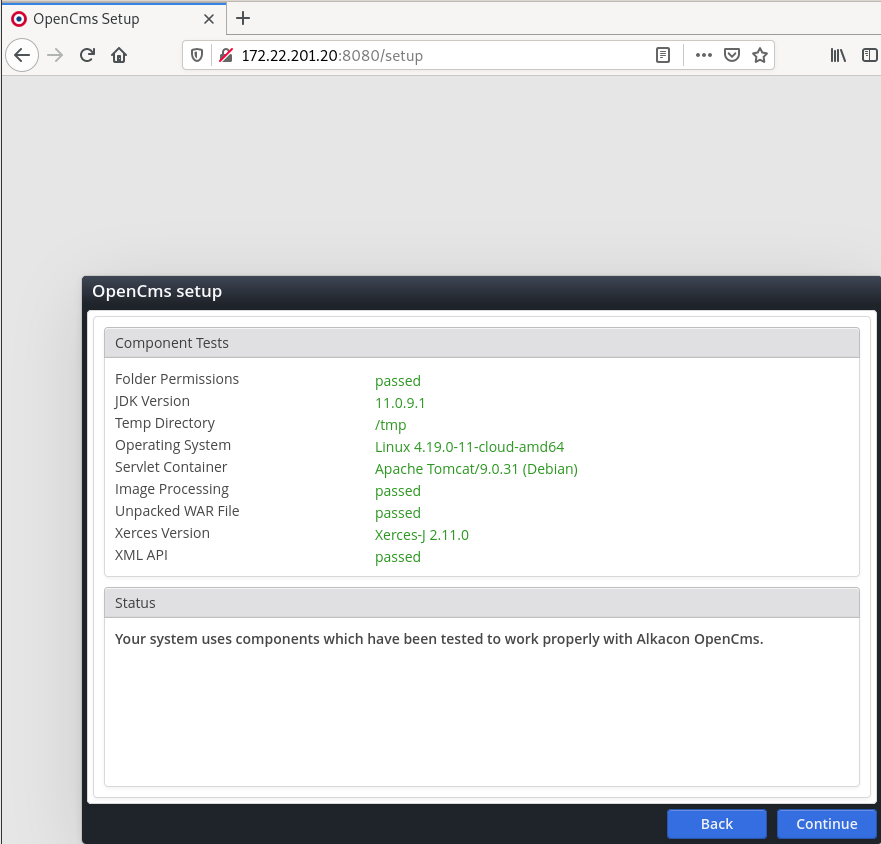 OpenCms Setup
172.22.201.20:8080/setup
OpenCms setup
Component Tests
Folder Permissions passed
JDK Version 11.0.9.1
Temp Directory /tmp
Operating System Linux 4.19.0-11-cloud-amd64
Servlet Container Apache Tomcat/9.0.31 (Debian)
Image Processing passed
Unpacked WAR File passed
Xerces Version Xerces-J 2.11.0
XML API passed
Status
Your system uses components which have been tested to work properly with Alkacon OpenCms.
Back Continue